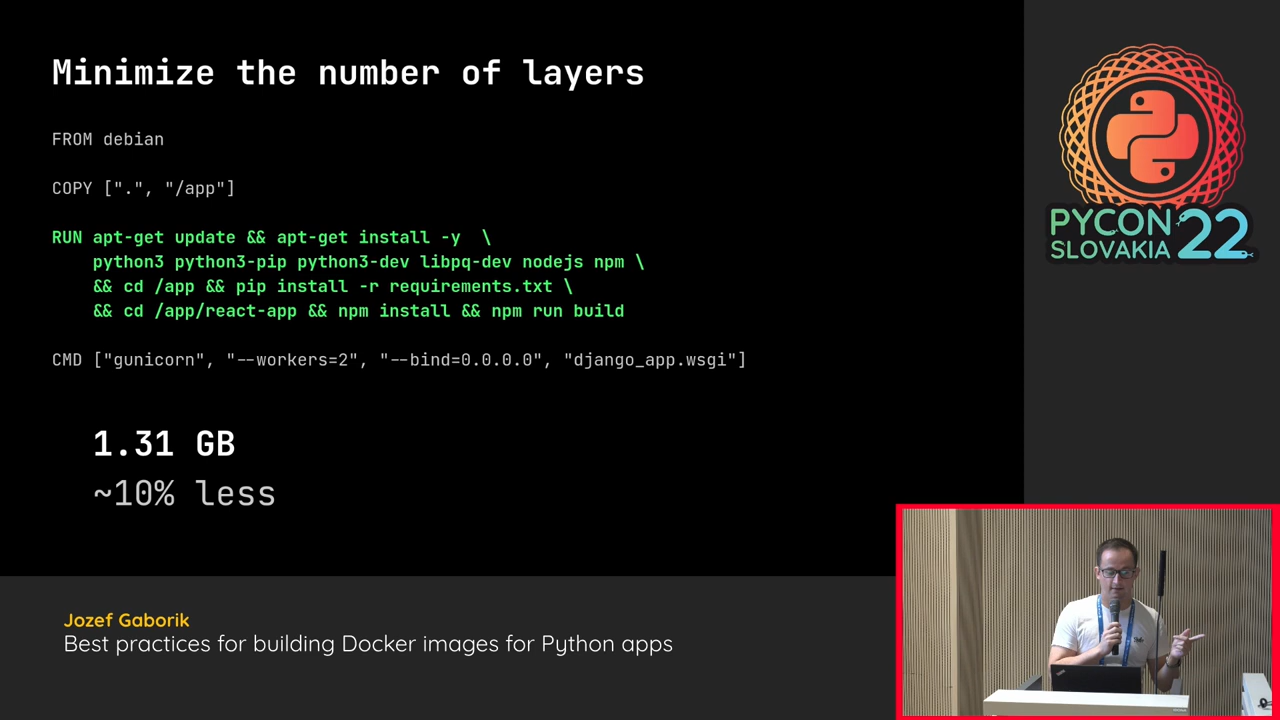 Minimize the number of layers
FROM debian
COPY [".", "/app"]
RUN apt-get update && apt-get install -y \
python3 python3-pip python3-dev libpq-dev nodejs npm \
&& cd /app && pip install -r requirements.txt \
&& cd /app/react-app && npm install && npm run build
CMD ["gunicorn", "--workers=2", "--bind=0.0.0.0", "django_app.wsgi"]
1.31 GB
~10% less
PYCON
SLOVAKIA 22
Jozef Gaborik
Best practices for building Docker images for Python apps